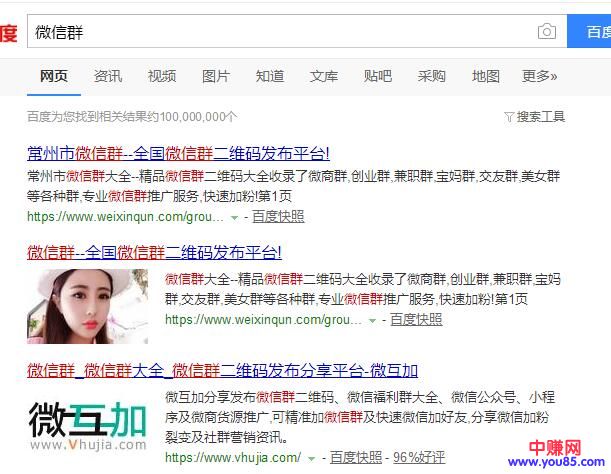 度
微信群
百度
网页 资讯 视频 图片 知道 文库 贴吧 采购 地图 更多»
百度为您找到相关结果约100,000,000个 搜索工具
常州市微信群--全国微信群二维码发布平台!
常州市微信群大全--精品微信群二维码大全收录了微商群,创业群,兼职群,宝妈群,交友群,美女群
等各种群,专业微信群推广服务,快速加粉!第1页
https://www.weixinqun.com/grou... - 百度快照
微信群--全国微信群二维码发布平台!
微信群大全--精品微信群二维码大全收录了微商群,创业群,兼职群,宝妈
群,交友群,美女群等各种群,专业微信群推广服务,快速加粉!第1页
https://www.weixinqun.com/grou... - 百度快照
微信群_微信群大全_微信群二维码发布分享平台-微互加
微互加分享发布微信群二维码、微信福利群大全、微信公众号、小程
序及微商货源推广,可精准加微信群及快速微信加好友,分享微信加粉
裂变及社群营销资讯。
https://www.vhujia.com/ - 百度快照 - 96%好评
微互加
www.Vhujia.com
中赚网
www.you85.com